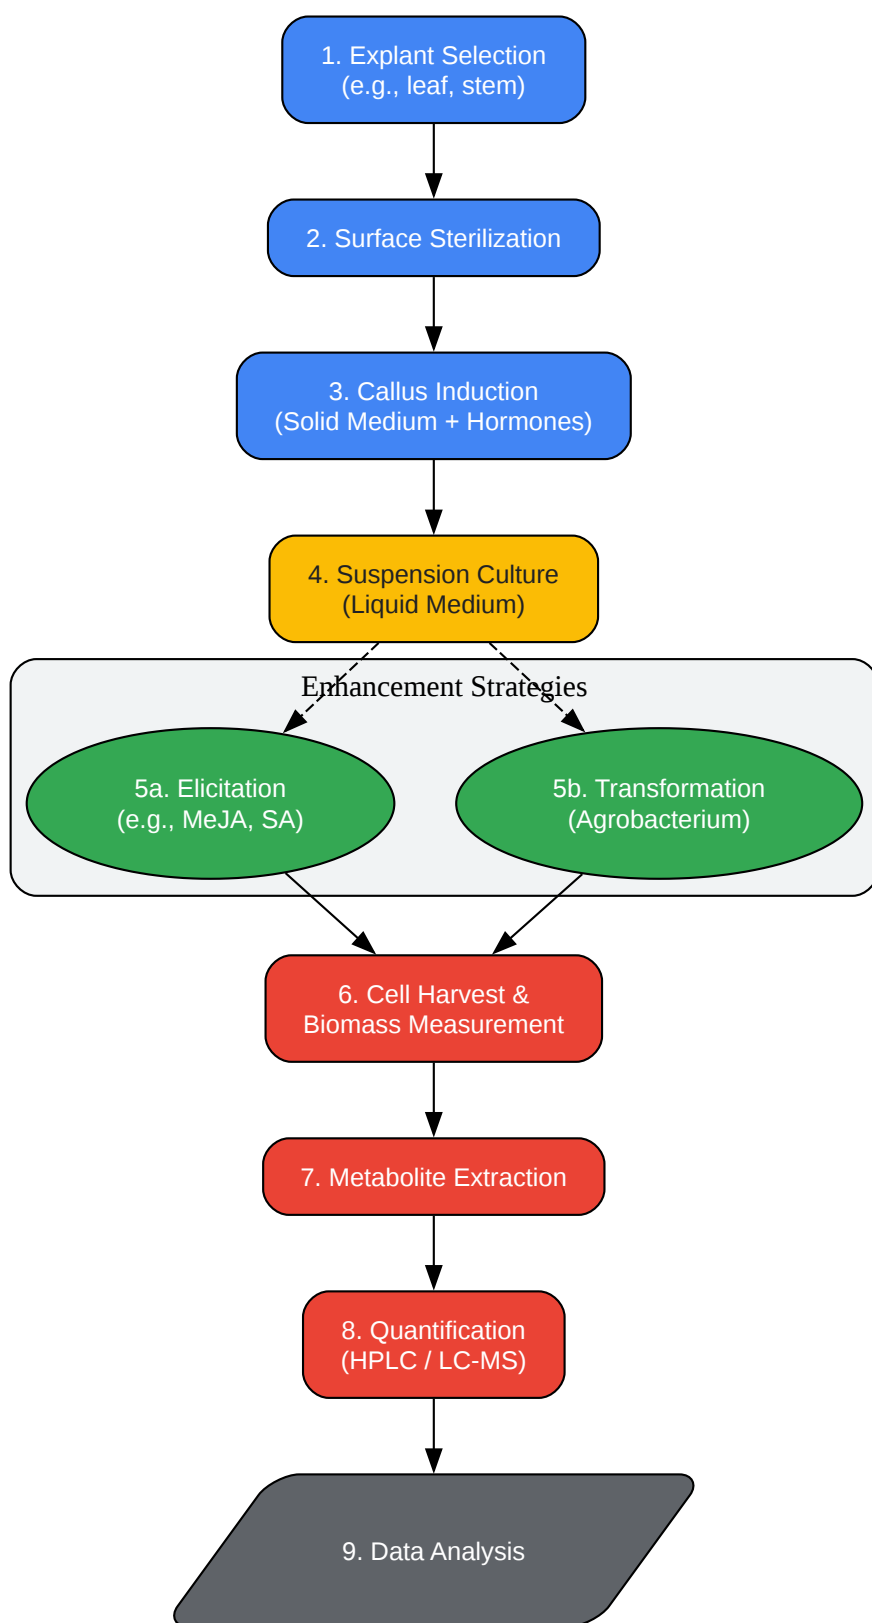 1. Explant Selection
(e.g., leaf, stem)
2. Surface Sterilization
3. Callus Induction
(Solid Medium + Hormones)
4. Suspension Culture
(Liquid Medium)
Enhancement Strategies
5a. Elicitation
(e.g., MeJA, SA)
5b. Transformation
(Agrobacterium)
6. Cell Harvest &
Biomass Measurement
7. Metabolite Extraction
8. Quantification
(HPLC / LC-MS)
9. Data Analysis